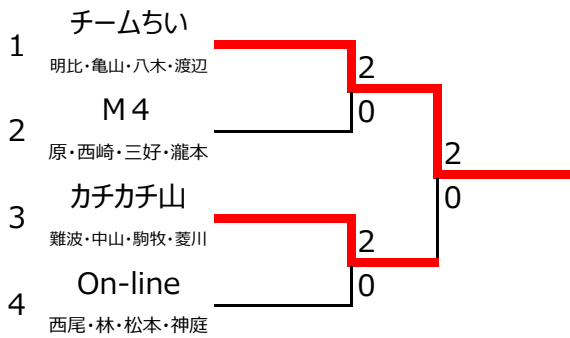 1
チームちい
明比・亀山・八木・渡辺
2
0
2
M４
原・西崎・三好・瀧本
2
0
3
カチカチ山
難波・中山・駒牧・菱川
2
0
4
On-line
西尾・林・松本・神庭